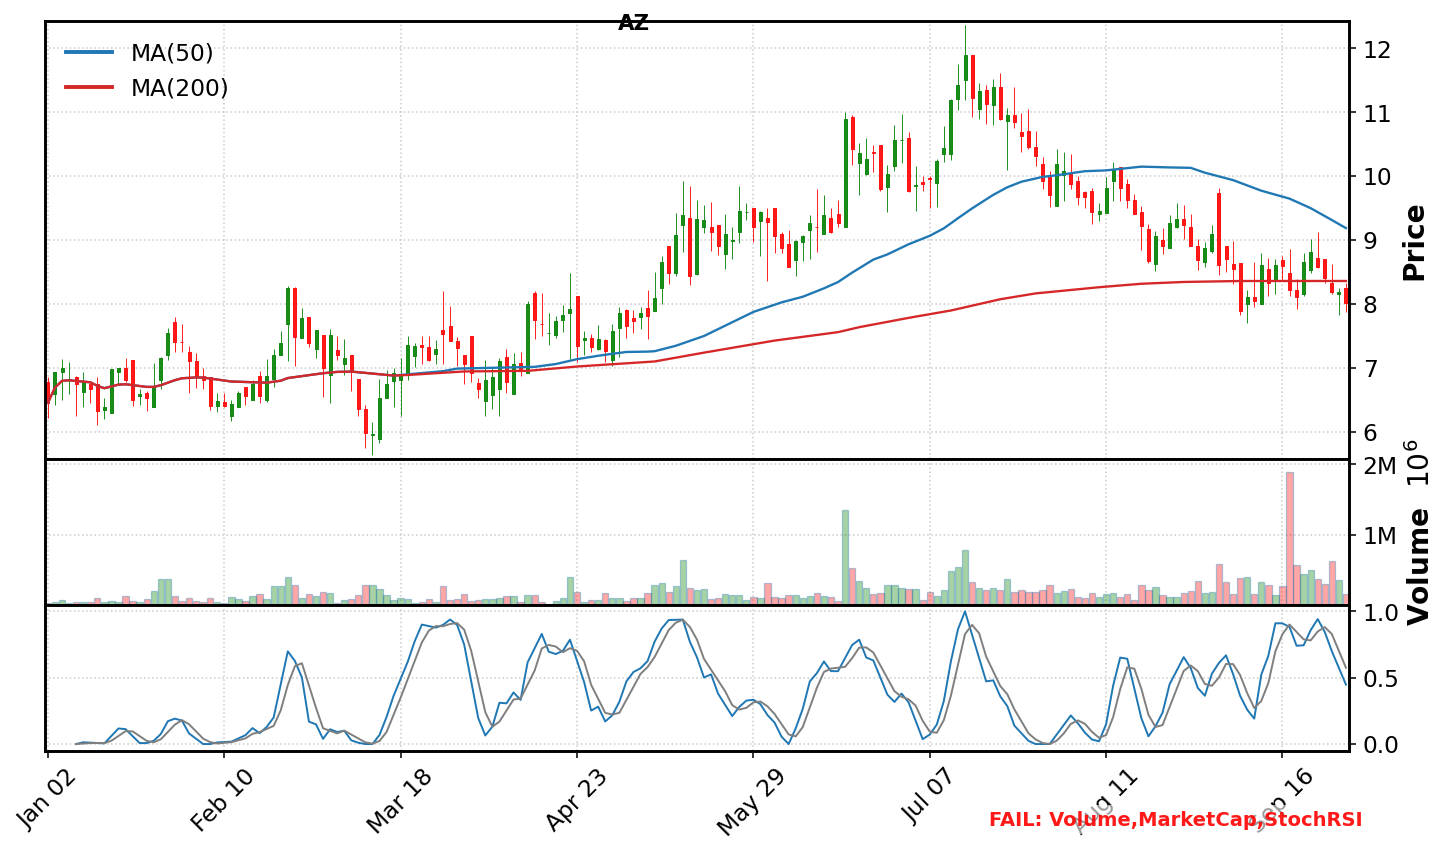 AZ
MA(50)
MA(200)
12
11
10
9
8
7
6
Price
2M
1M
Volume 10^6
1.0
0.5
0.0
Jan 02
Feb 10
Mar 18
Apr 23
May 29
Jul 07
Aug 11
Sep 16
FAIL: Volume,MarketCap,StochRSI